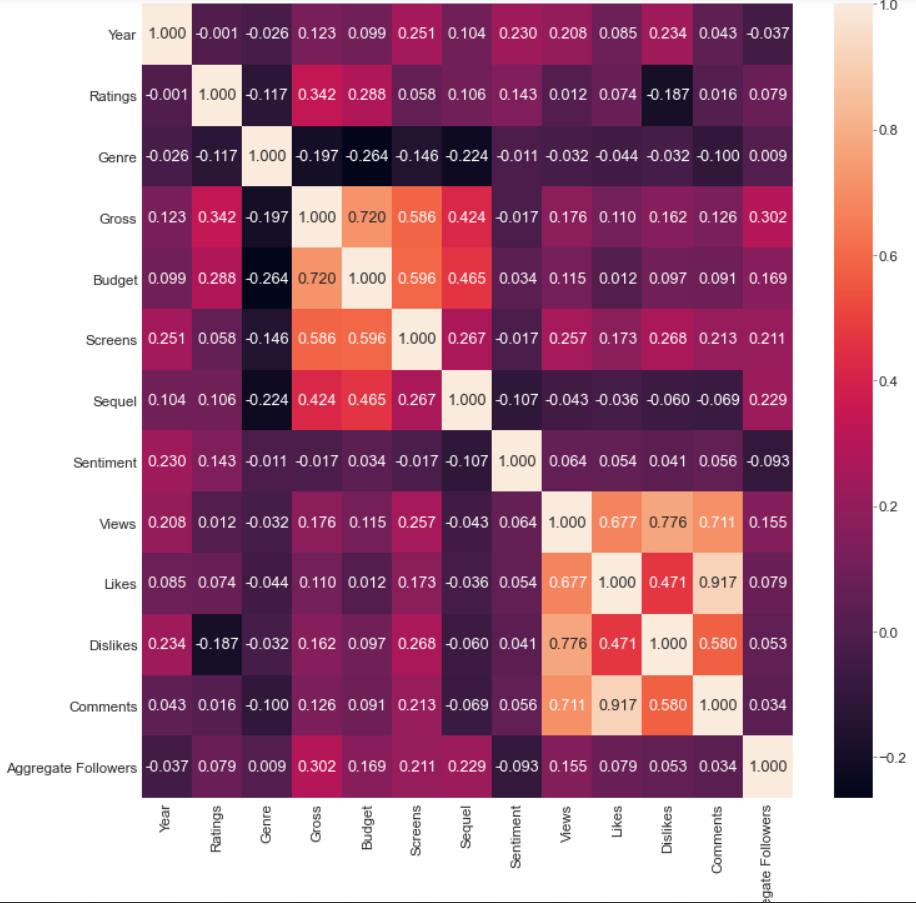 Year 1.000 -0.001 -0.026 0.123 0.099 0.251 0.104 0.230 0.208 0.085 0.234 0.043 -0.037
Ratings -0.001 1.000 -0.117 0.342 0.288 0.058 0.106 0.143 0.012 0.074 -0.187 0.016 0.079
Genre -0.026 -0.117 1.000 -0.197 -0.264 -0.146 -0.224 -0.011 -0.032 -0.044 -0.032 -0.100 0.009
Gross 0.123 0.342 -0.197 1.000 0.720 0.586 0.424 -0.017 0.176 0.110 0.162 0.126 0.302
Budget 0.099 0.288 -0.264 0.720 1.000 0.596 0.465 0.034 0.115 0.012 0.097 0.091 0.169
Screens 0.251 0.058 -0.146 0.586 0.596 1.000 0.267 -0.017 0.257 0.173 0.268 0.213 0.211
Sequel 0.104 0.106 -0.224 0.424 0.465 0.267 1.000 -0.107 -0.043 -0.036 -0.060 -0.069 0.229
Sentiment 0.230 0.143 -0.011 -0.017 0.034 -0.017 -0.107 1.000 0.064 0.054 0.041 0.056 -0.093
Views 0.208 0.012 -0.032 0.176 0.115 0.257 -0.043 0.064 1.000 0.677 0.776 0.711 0.155
Likes 0.085 0.074 -0.044 0.110 0.012 0.173 -0.036 0.054 0.677 1.000 0.471 0.917 0.079
Dislikes 0.234 -0.187 -0.032 0.162 0.097 0.268 -0.060 0.041 0.776 0.471 1.000 0.580 0.053
Comments 0.043 0.016 -0.100 0.126 0.091 0.213 -0.069 0.056 0.711 0.917 0.580 1.000 0.034
Aggregate Followers -0.037 0.079 0.009 0.302 0.169 0.211 0.229 -0.093 0.155 0.079 0.053 0.034 1.000
Year
Ratings
Genre
Gross
Budget
Screens
Sequel
Sentiment
Views
Likes
Dislikes
Comments
egate Followers
1.0
0.8
0.6
0.4
0.2
0.0
−0.2